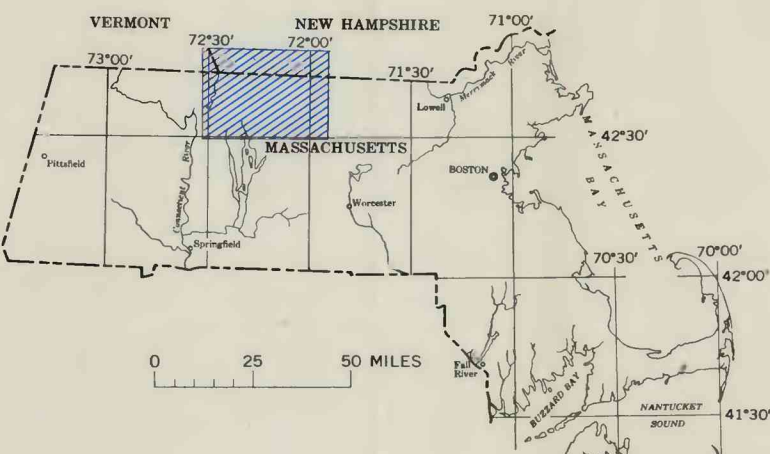 VERMONT
NEW HAMPSHIRE
71°00'
72°30'
72°00'
73°00'
71°30'
Merrimack River
Lowell
MASSACHUSETTS BAY
42°30'
MASSACHUSETTS
Pittsfield
BOSTON
Connecticut River
Worcester
Springfield
70°30'
70°00'
42°00'
0 25 50 MILES
Fall
River
BUZZARD BAY
NANTUCKET
SOUND
41°30'